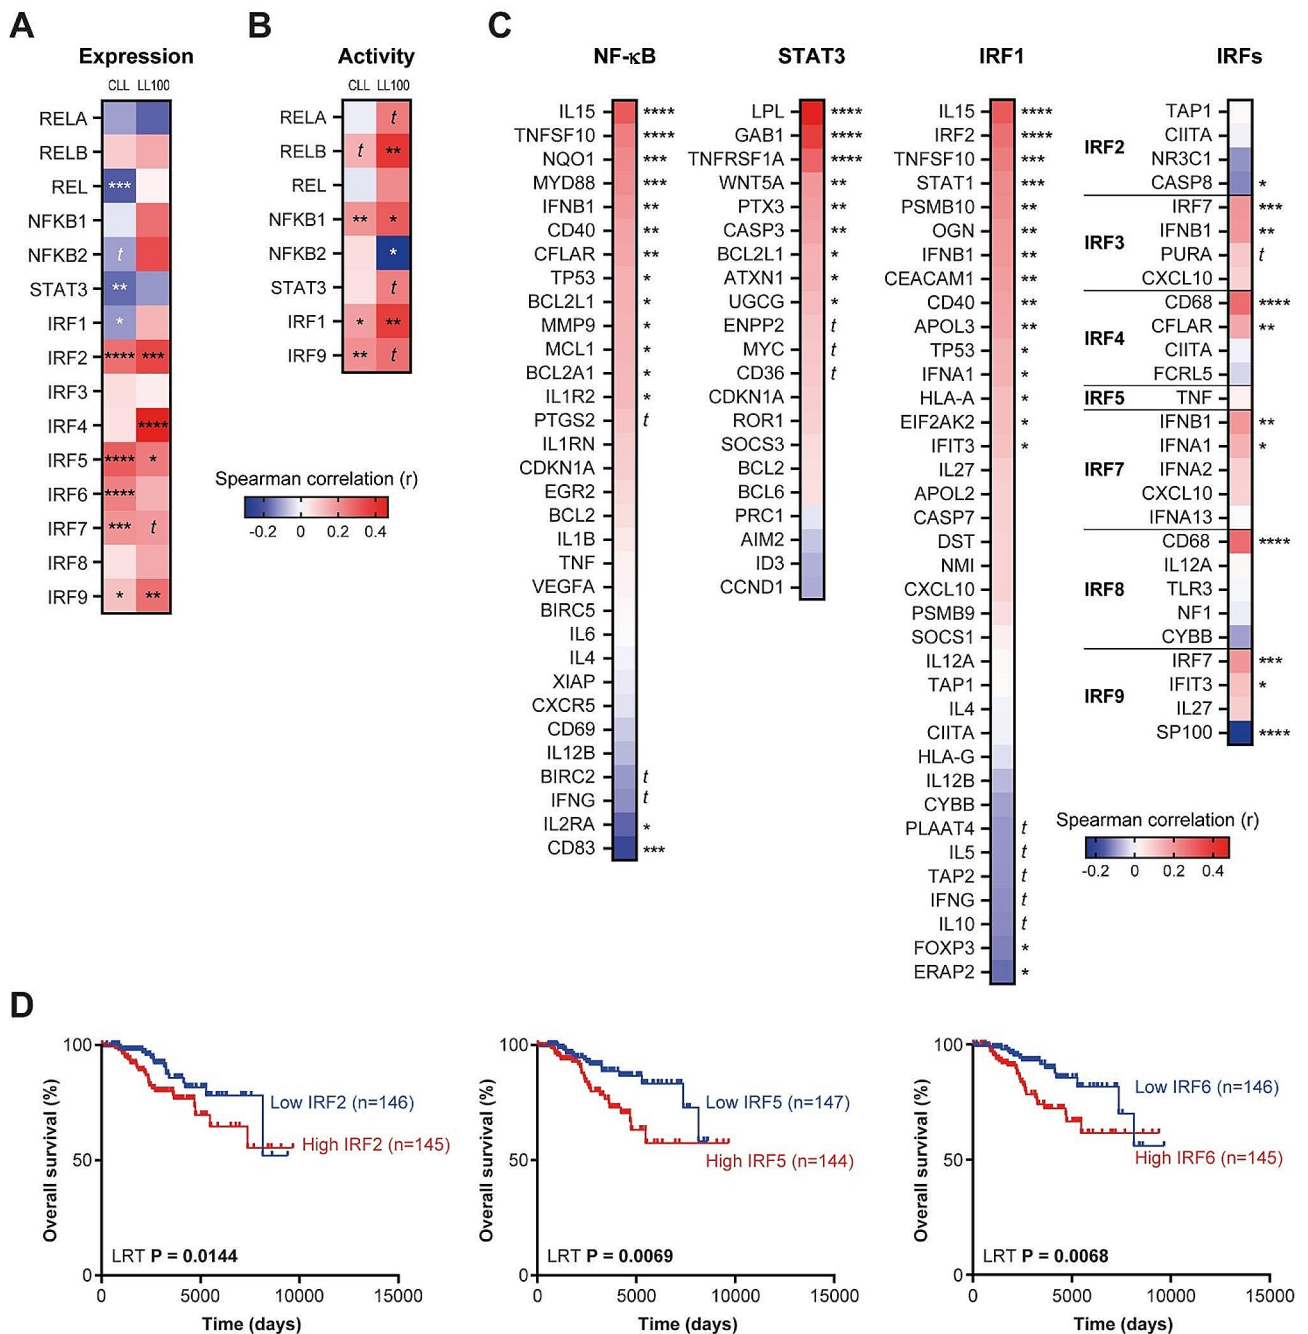 A
Expression
CLL LL100
RELA
RELB
REL ***
NFKB1
NFKB2 t
STAT3 **
IRF1 *
IRF2 **** ***
IRF3
IRF4 ****
IRF5 **** *
IRF6 ****
IRF7 *** t
IRF8
IRF9 * **
B
Activity
CLL LL100
RELA t
RELB t **
REL
NFKB1 ** *
NFKB2 *
STAT3 t
IRF1 * **
IRF9 ** t
Spearman correlation (r)
-0.2 0 0.2 0.4
C
NF-κB
IL15 ****
TNFSF10 ****
NQO1 ***
MYD88 ***
IFNB1 **
CD40 **
CFLAR **
TP53 *
BCL2L1 *
MMP9 *
MCL1 *
BCL2A1 *
IL1R2 *
PTGS2 t
IL1RN
CDKN1A
EGR2
BCL2
IL1B
TNF
VEGFA
BIRC5
IL6
IL4
XIAP
CXCR5
CD69
IL12B
BIRC2 t
IFNG t
IL2RA *
CD83 ***
STAT3
LPL ****
GAB1 ****
TNFRSF1A ****
WNT5A **
PTX3 **
CASP3 **
BCL2L1 *
ATXN1 *
UGCG *
ENPP2 t
MYC t
CD36 t
CDKN1A
ROR1
SOCS3
BCL2
BCL6
PRC1
AIM2
ID3
CCND1
IRF1
IL15 ****
IRF2 ****
TNFSF10 ***
STAT1 ***
PSMB10 **
OGN **
IFNB1 **
CEACAM1 **
CD40 **
APOL3 **
TP53 *
IFNA1 *
HLA-A *
EIF2AK2 *
IFIT3 *
IL27
APOL2
CASP7
DST
NMI
CXCL10
PSMB9
SOCS1
IL12A
TAP1
IL4
CIITA
HLA-G
IL12B
CYBB
PLAAT4 t
IL5 t
TAP2 t
IFNG t
IL10 t
FOXP3 *
ERAP2 *
IRFs
IRF2
TAP1
CIITA
NR3C1
CASP8 *
IRF3
IRF7 ***
IFNB1 **
PURA t
CXCL10
IRF4
CD68 ****
CFLAR **
CIITA
FCRL5
IRF5
TNF
IRF7
IFNB1 **
IFNA1 *
IFNA2
CXCL10
IFNA13
IRF8
CD68 ****
IL12A
TLR3
NF1
CYBB
IRF9
IRF7 ***
IFIT3 *
IL27
SP100 ****
Spearman correlation (r)
-0.2 0 0.2 0.4
D
Overall survival (%)
100
50
0
Low IRF2 (n=146)
High IRF2 (n=145)
LRT P = 0.0144
0 5000 10000 15000
Time (days)
Overall survival (%)
100
50
0
Low IRF5 (n=147)
High IRF5 (n=144)
LRT P = 0.0069
0 5000 10000 15000
Time (days)
Overall survival (%)
100
50
0
Low IRF6 (n=146)
High IRF6 (n=145)
LRT P = 0.0068
0 5000 10000 15000
Time (days)